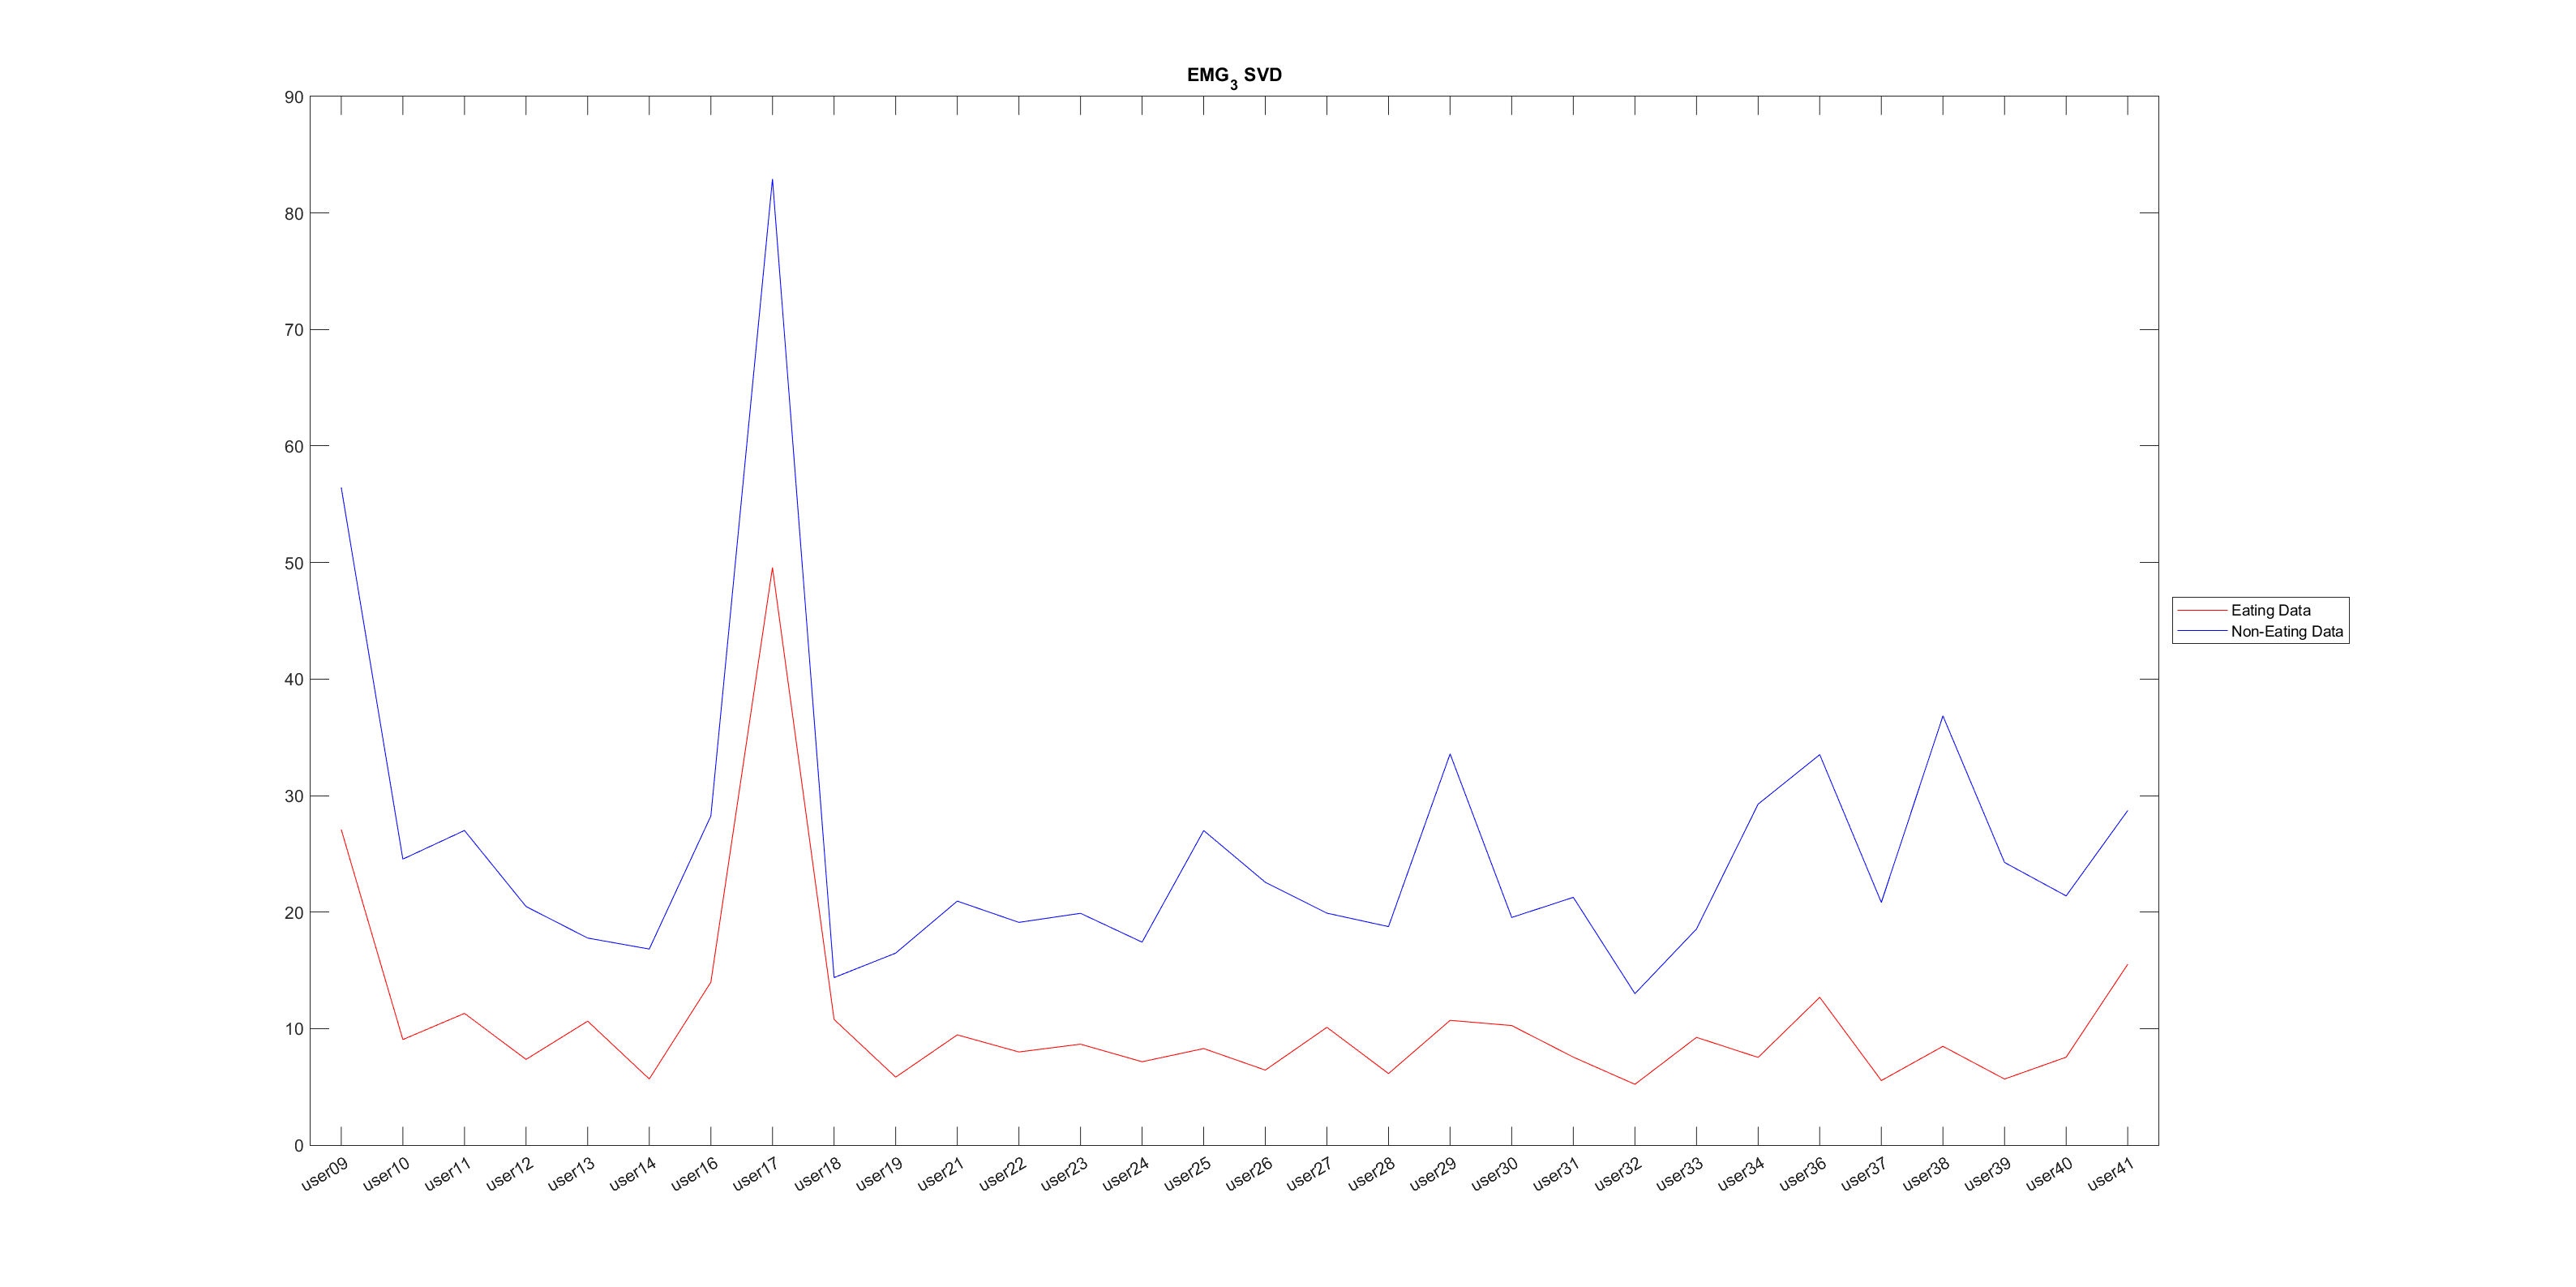 EMG3 SVD
90
80
70
60
50
40
30
20
10
0
user09 user10 user11 user12 user13 user14 user16 user17 user18 user19 user21 user22 user23 user24 user25 user26 user27 user28 user29 user30 user31 user32 user33 user34 user36 user37 user38 user39 user40 user41
Eating Data
Non-Eating Data